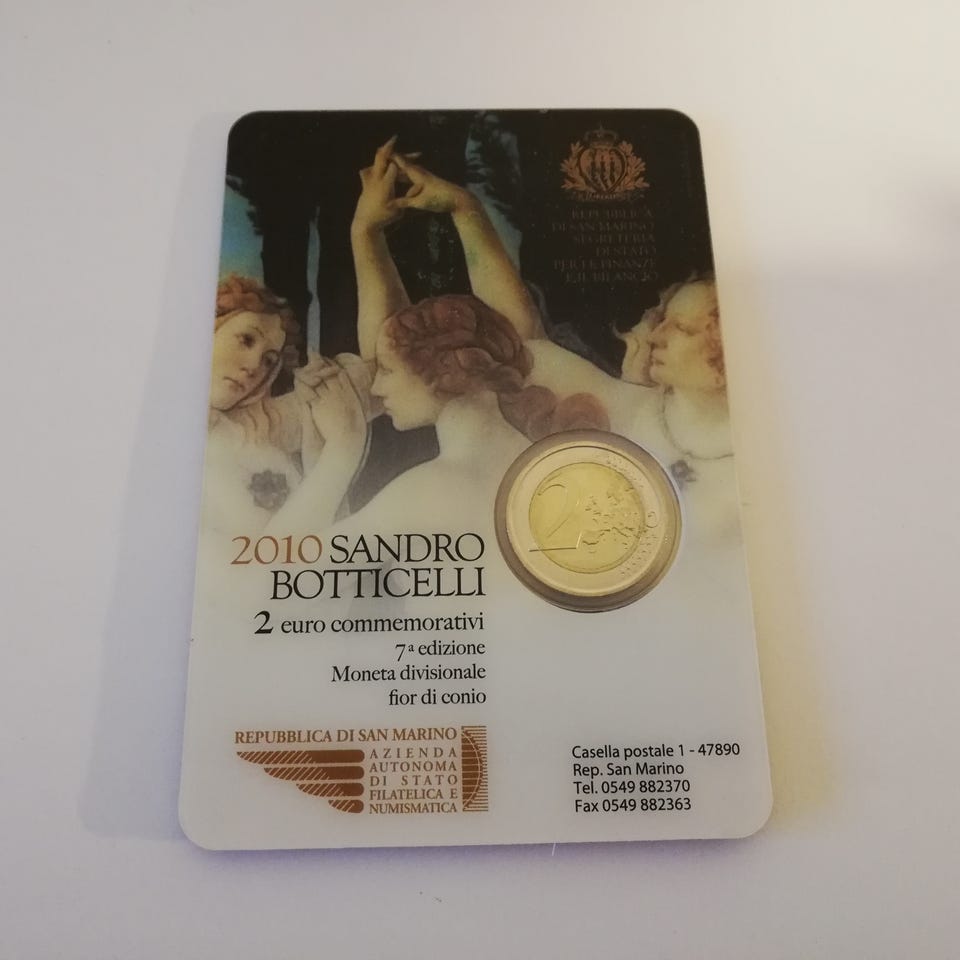 REPUBBLICA
DI SAN MARINO
SEGRETERIA
DI STATO
PER LE FINANZE
E IL BILANCIO
2
2010 SANDRO
BOTTICELLI
2 euro commemorativi
7ª edizione
Moneta divisionale
fior di conio
REPUBBLICA DI SAN MARINO
AZIENDA
AUTONOMA
DI STATO
FILATELICA E
NUMISMATICA
Casella postale 1 - 47890
Rep. San Marino
Tel. 0549 882370
Fax 0549 882363